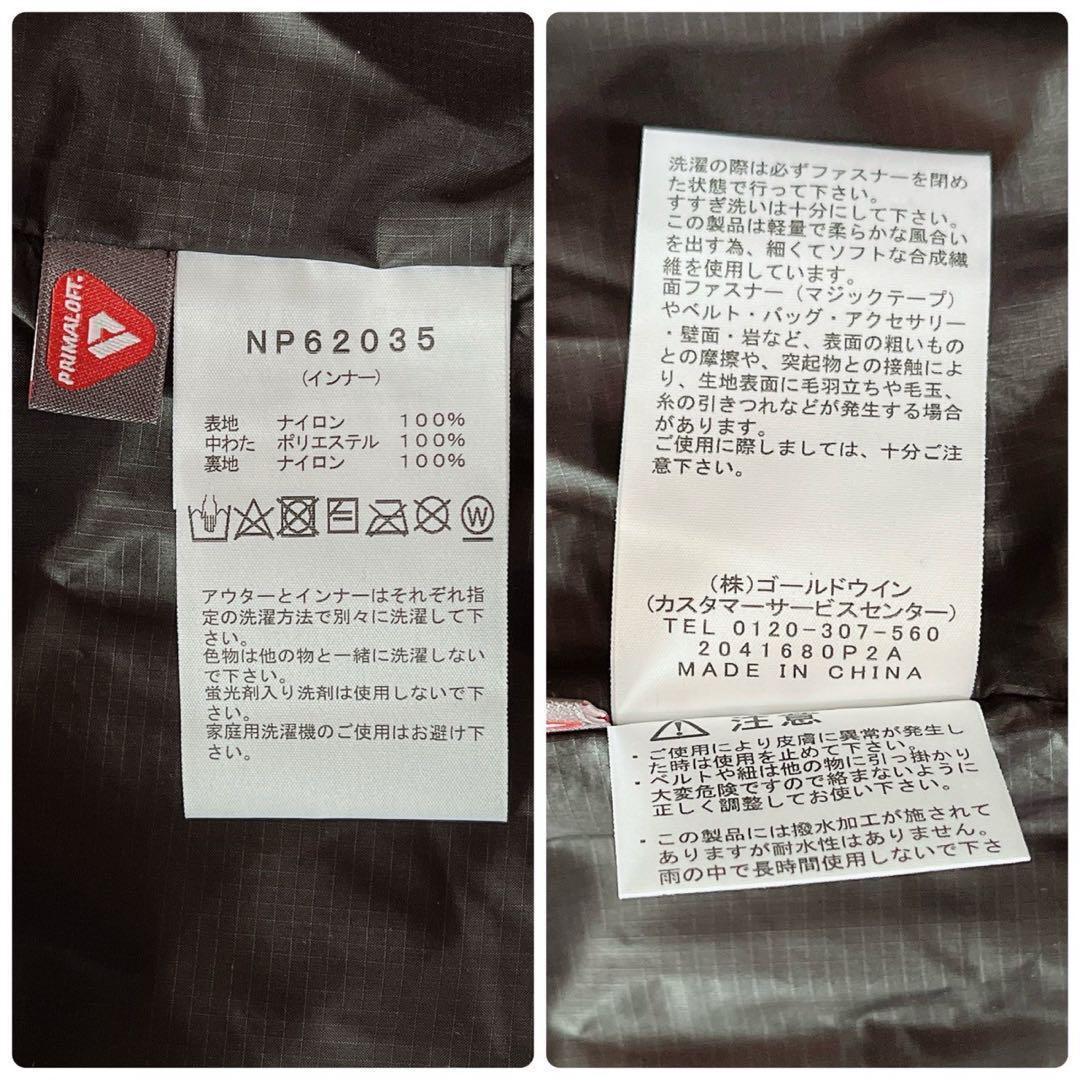 PRIMALOFT.
NP62035
(インナー)
表地 ナイロン 100%
中わた ポリエステル 100%
裏地 ナイロン 100%
W
アウターとインナーはそれぞれ指
定の洗濯方法で別々に洗濯して下
さい。
色物は他の物と一緒に洗濯しない
で下さい。
蛍光剤入り洗剤は使用しないで下
さい。
家庭用洗濯機のご使用はお避け下
さい。
洗濯の際は必ずファスナーを閉め
た状態で行って下さい。
すすぎ洗いは十分にして下さい。
この製品は軽量で柔らかな風合い
を出す為、細くてソフトな合成繊
維を使用しています。
面ファスナー(マジックテープ)
やベルト・バッグ・アクセサリー
・壁面・岩など、表面の粗いもの
との摩擦や、突起物との接触によ
り、生地表面に毛羽立ちや毛玉、
糸の引きつれなどが発生する場合
があります。
ご使用に際しましては、十分ご注
意下さい。
(株)ゴールドウイン
(カスタマーサービスセンター)
TEL 0120-307-560
2041680P2A
MADE IN CHINA
注意
・ご使用により皮膚に異常が発生し
た時は使用を止めて下さい。
・ベルトや紐は他の物に引っ掛かり
大変危険ですので絡まないように
正しく調整してお使い下さい。
・この製品には撥水加工が施されて
ありますが耐水性はありません。
雨の中で長時間使用しないで下さ